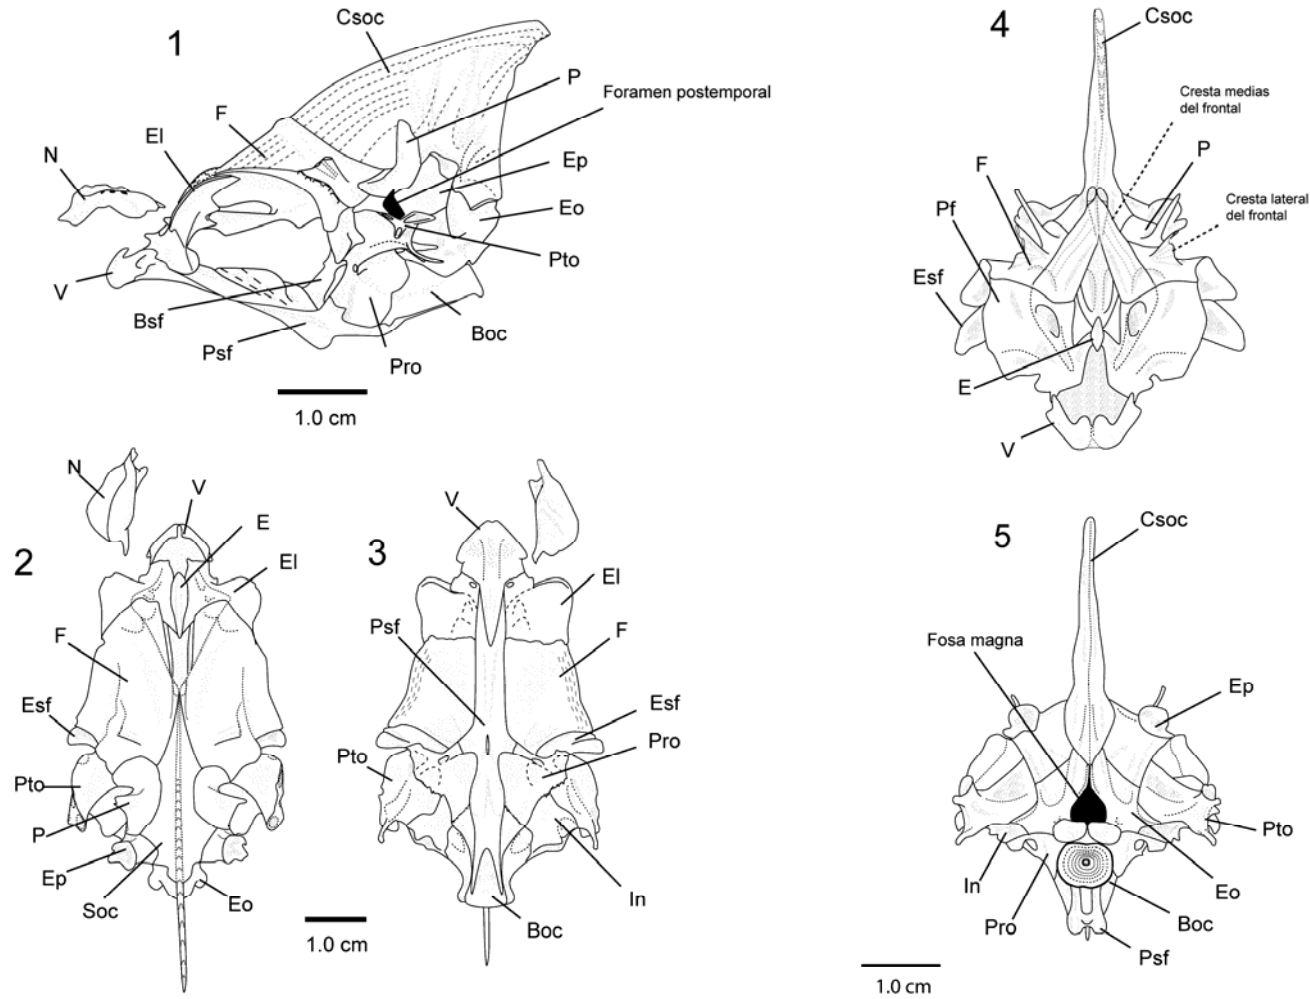 1
Csoc
P
Foramen postemporal
F
El
N
Ep
Eo
Pto
V
Bsf
Psf
Boc
Pro
1.0 cm
4
Csoc
Cresta medias
del frontal
P
F
Cresta lateral
del frontal
Pf
Esf
E
V
2
N
V
E
El
F
Esf
Pto
P
Ep
Soc
Eo
1.0 cm
3
V
El
Psf
F
Esf
Pro
Pto
In
Boc
5
Csoc
Fosa magna
Ep
Pto
In
Eo
Pro
Boc
Psf
1.0 cm